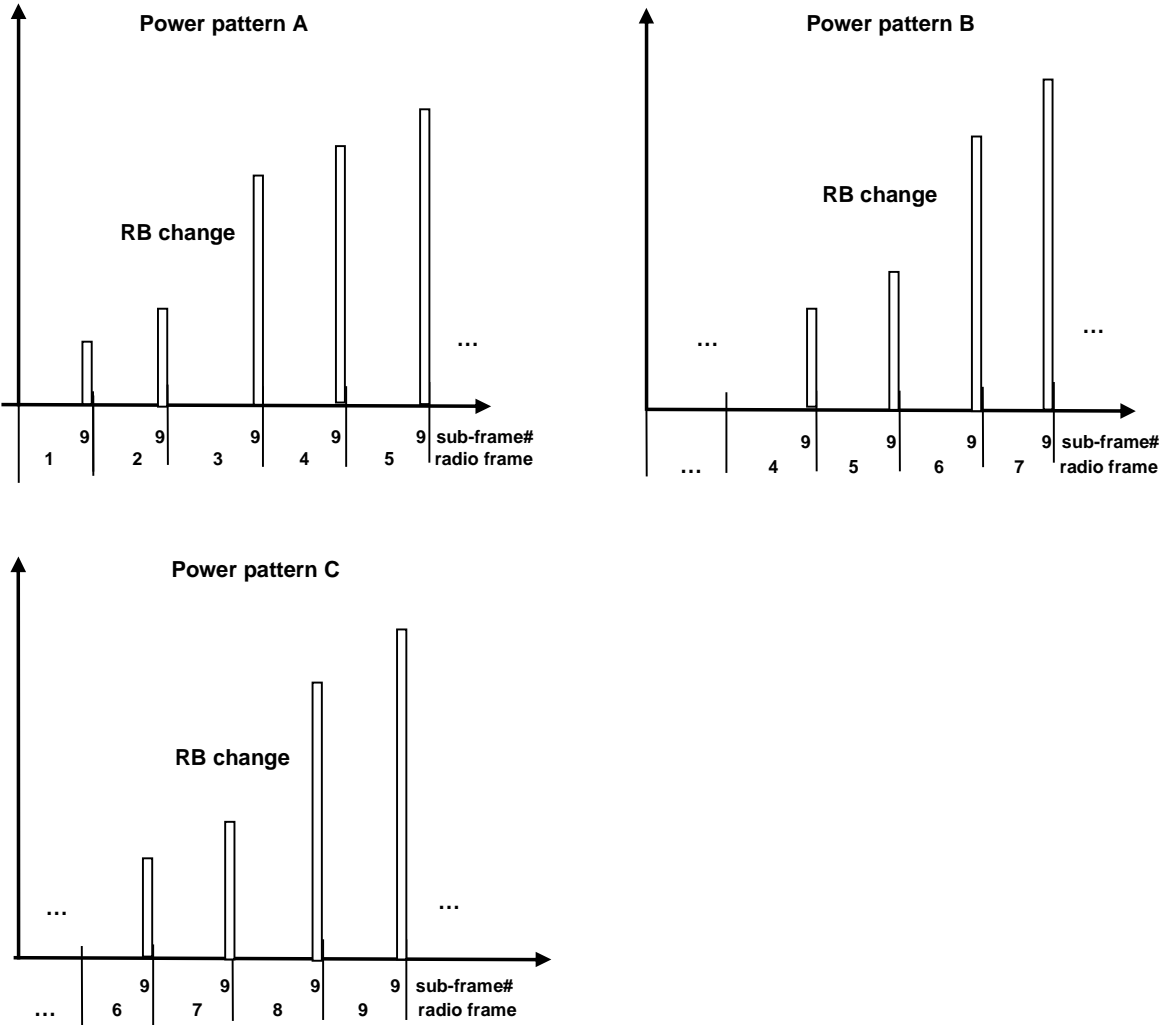 Power pattern A
RB change
...
9 9 9 9 9 sub-frame#
1 2 3 4 5 radio frame
Power pattern B
RB change
... ...
9 9 9 9 sub-frame#
... 4 5 6 7 radio frame
Power pattern C
RB change
... ...
9 9 9 9 sub-frame#
... 6 7 8 9 radio frame